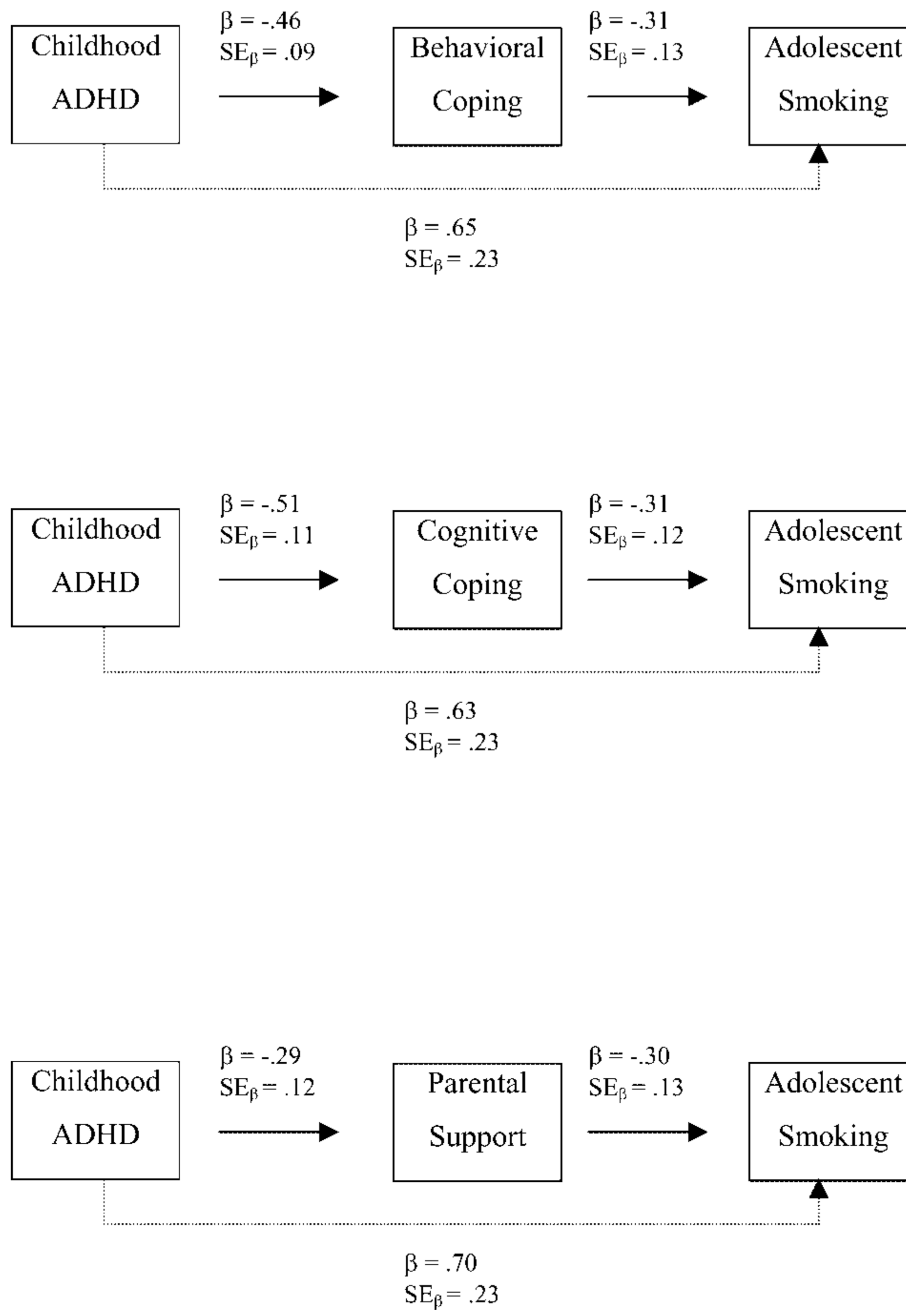 β = -.46
SEβ = .09
β = -.31
SEβ = .13
Childhood
ADHD
Behavioral
Coping
Adolescent
Smoking
β = .65
SEβ = .23
β = -.51
SEβ = .11
β = -.31
SEβ = .12
Childhood
ADHD
Cognitive
Coping
Adolescent
Smoking
β = .63
SEβ = .23
β = -.29
SEβ = .12
β = -.30
SEβ = .13
Childhood
ADHD
Parental
Support
Adolescent
Smoking
β = .70
SEβ = .23